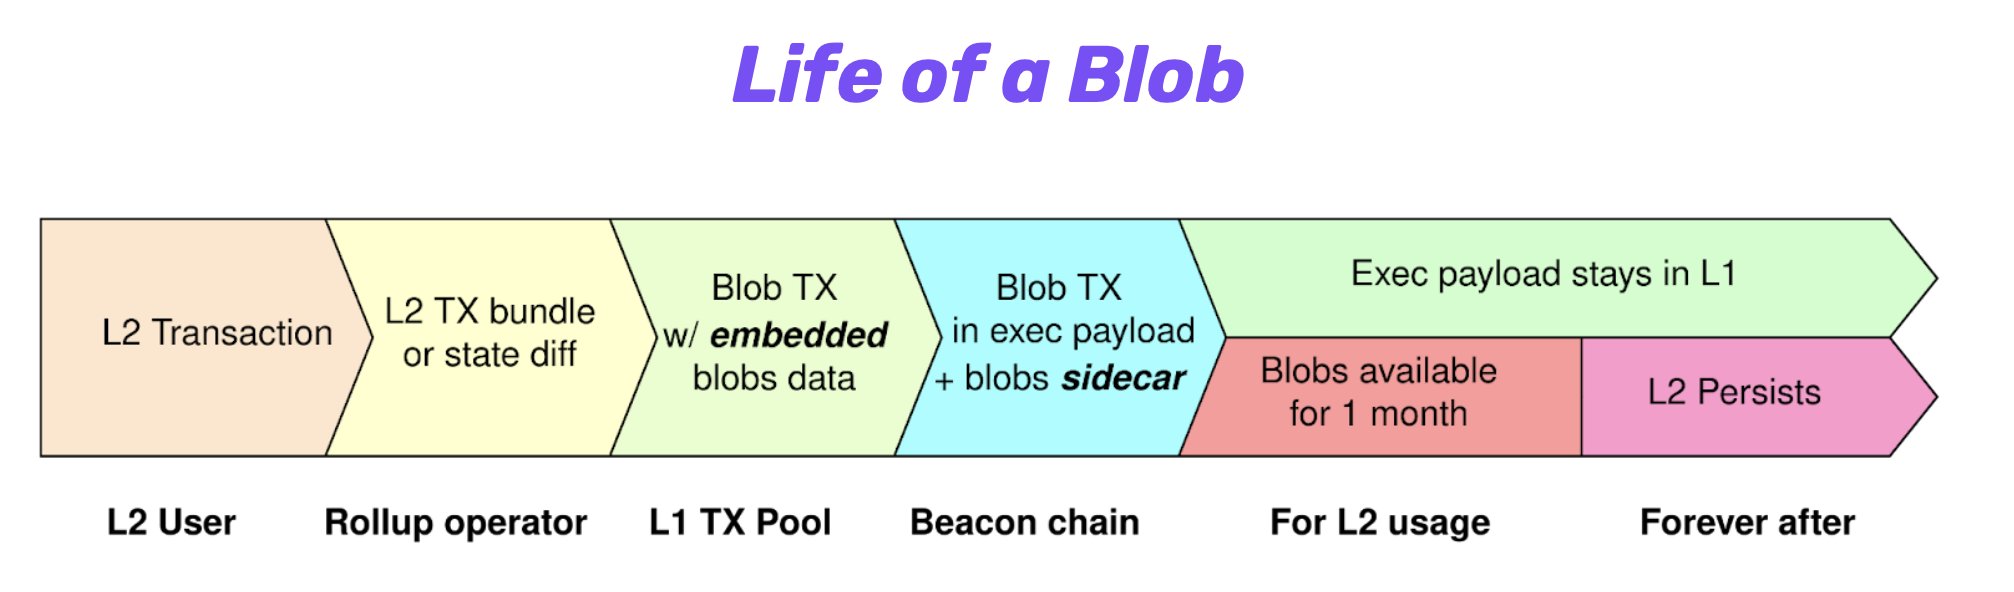 Life of a Blob
L2 Transaction
L2 TX bundle
or state diff
Blob TX
w/ embedded
blobs data
Blob TX
in exec payload
+ blobs sidecar
Exec payload stays in L1
Blobs available
for 1 month
L2 Persists
L2 User
Rollup operator
L1 TX Pool
Beacon chain
For L2 usage
Forever after